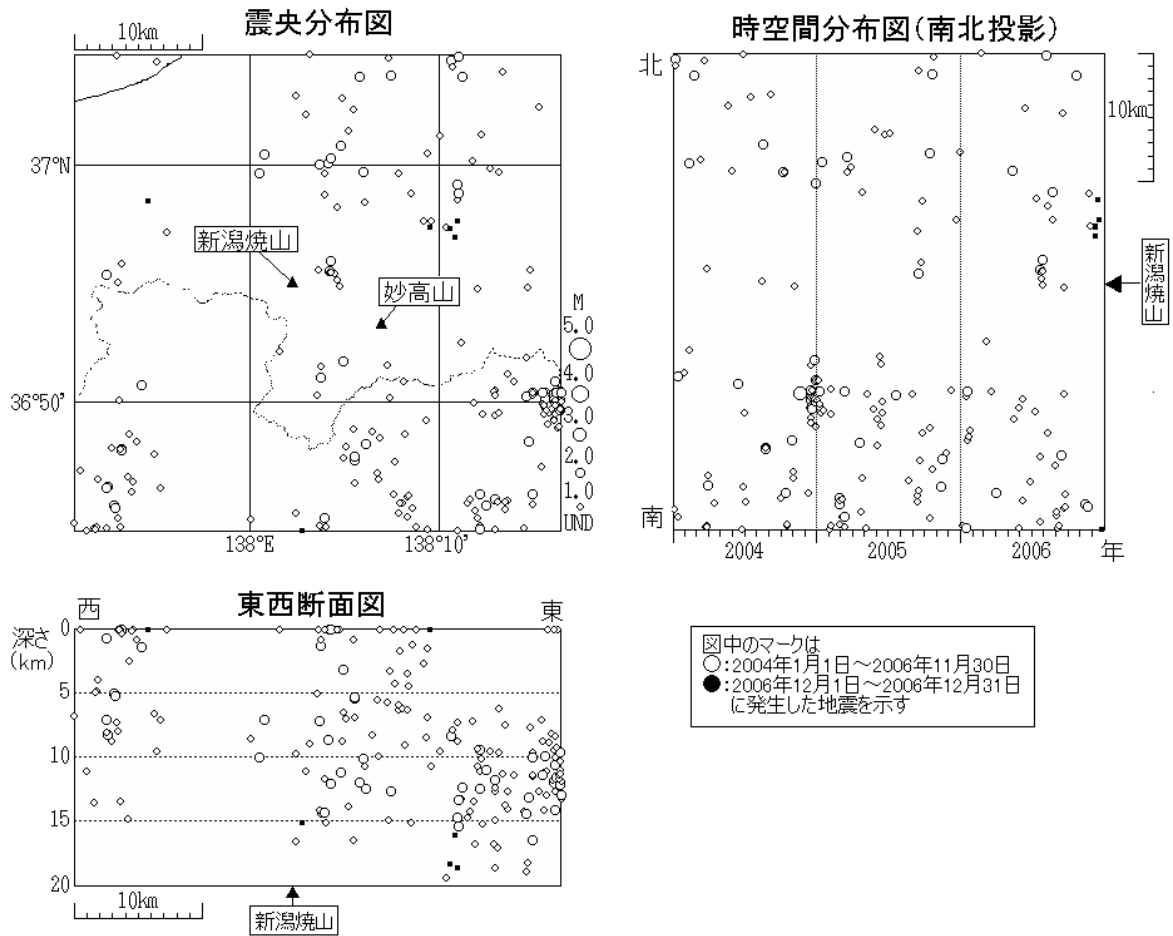 震央分布図
10km
37°N
36°50'
新潟焼山
妙高山
M
5.0
4.0
3.0
2.0
1.0
UND
138°E
138°10'
時空間分布図(南北投影)
北
南
10km
新潟焼山
2004
2005
2006
年
東西断面図
西
東
深さ
(km)
0
5
10
15
20
10km
新潟焼山
図中のマークは
○:2004年1月1日～2006年11月30日
●:2006年12月1日～2006年12月31日
に発生した地震を示す